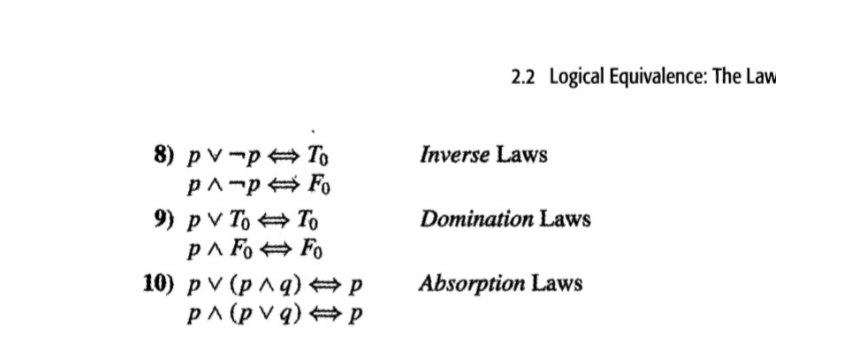 2.2 Logical Equivalence: The Law
8) p ∨ ¬p ⟺ T₀ Inverse Laws
p ∧ ¬p ⟺ F₀
9) p ∨ T₀ ⟺ T₀ Domination Laws
p ∧ F₀ ⟺ F₀
10) p ∨ (p ∧ q) ⟺ p Absorption Laws
p ∧ (p ∨ q) ⟺ p